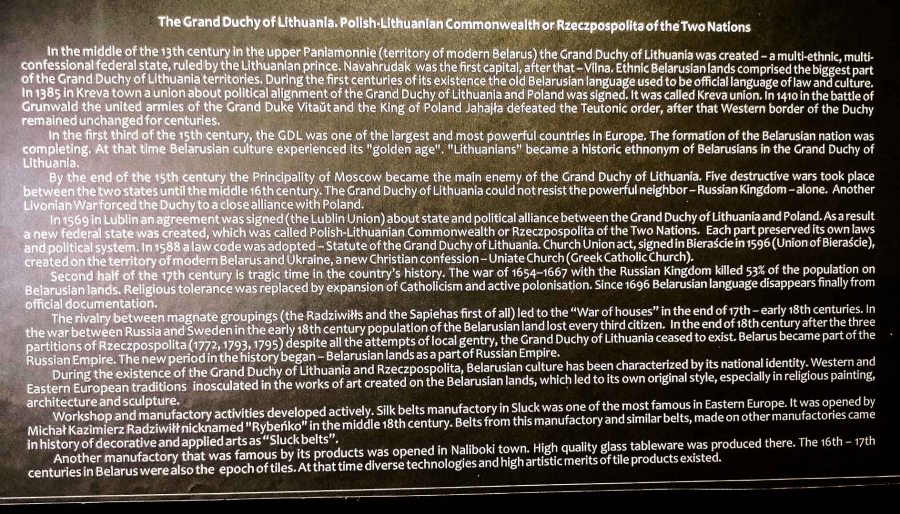 The Grand Duchy of Lithuania. Polish-Lithuanian Commonwealth or Rzeczpospolita of the Two Nations
In the middle of the 13th century in the upper Paniamonnie (territory of modern Belarus) the Grand Duchy of Lithuania was created – a multi-ethnic, multi-
confessional federal state, ruled by the Lithuanian prince. Navahrudak was the first capital, after that – Vilna. Ethnic Belarusian lands comprised the biggest part
of the Grand Duchy of Lithuania territories. During the first centuries of its existence the old Belarusian language used to be official language of law and culture.
In 1385 in Kreva town a union about political alignment of the Grand Duchy of Lithuania and Poland was signed. It was called Kreva union. In 1410 in the battle of
Grunwald the united armies of the Grand Duke Vitaŭt and the King of Poland Jahajła defeated the Teutonic order, after that Western border of the Duchy
remained unchanged for centuries.
In the first third of the 15th century, the GDL was one of the largest and most powerful countries in Europe. The formation of the Belarusian nation was
completing. At that time Belarusian culture experienced its "golden age". "Lithuanians" became a historic ethnonym of Belarusians in the Grand Duchy of
Lithuania.
By the end of the 15th century the Principality of Moscow became the main enemy of the Grand Duchy of Lithuania. Five destructive wars took place
between the two states until the middle 16th century. The Grand Duchy of Lithuania could not resist the powerful neighbor – Russian Kingdom – alone. Another
Livonian War forced the Duchy to a close alliance with Poland.
In 1569 in Lublin an agreement was signed (the Lublin Union) about state and political alliance between the Grand Duchy of Lithuania and Poland. As a result
a new federal state was created, which was called Polish-Lithuanian Commonwealth or Rzeczpospolita of the Two Nations. Each part preserved its own laws
and political system. In 1588 a law code was adopted – Statute of the Grand Duchy of Lithuania. Church Union act, signed in Bieraście in 1596 (Union of Bieraście),
created on the territory of modern Belarus and Ukraine, a new Christian confession – Uniate Church (Greek Catholic Church).
Second half of the 17th century is tragic time in the country's history. The war of 1654–1667 with the Russian Kingdom killed 53% of the population on
Belarusian lands. Religious tolerance was replaced by expansion of Catholicism and active polonisation. Since 1696 Belarusian language disappears finally from
official documentation.
The rivalry between magnate groupings (the Radziwiłłs and the Sapiehas first of all) led to the "War of houses" in the end of 17th – early 18th centuries. In
the war between Russia and Sweden in the early 18th century population of the Belarusian land lost every third citizen. In the end of 18th century after the three
partitions of Rzeczpospolita (1772, 1793, 1795) despite all the attempts of local gentry, the Grand Duchy of Lithuania ceased to exist. Belarus became part of the
Russian Empire. The new period in the history began – Belarusian lands as a part of Russian Empire.
During the existence of the Grand Duchy of Lithuania and Rzeczpospolita, Belarusian culture has been characterized by its national identity. Western and
Eastern European traditions inosculated in the works of art created on the Belarusian lands, which led to its own original style, especially in religious painting,
architecture and sculpture.
Workshop and manufactory activities developed actively. Silk belts manufactory in Sluck was one of the most famous in Eastern Europe. It was opened by
Michał Kazimierz Radziwiłł nicknamed "Rybeńko" in the middle 18th century. Belts from this manufactory and similar belts, made on other manufactories came
in history of decorative and applied arts as "Sluck belts".
Another manufactory that was famous by its products was opened in Naliboki town. High quality glass tableware was produced there. The 16th – 17th
centuries in Belarus were also the epoch of tiles. At that time diverse technologies and high artistic merits of tile products existed.